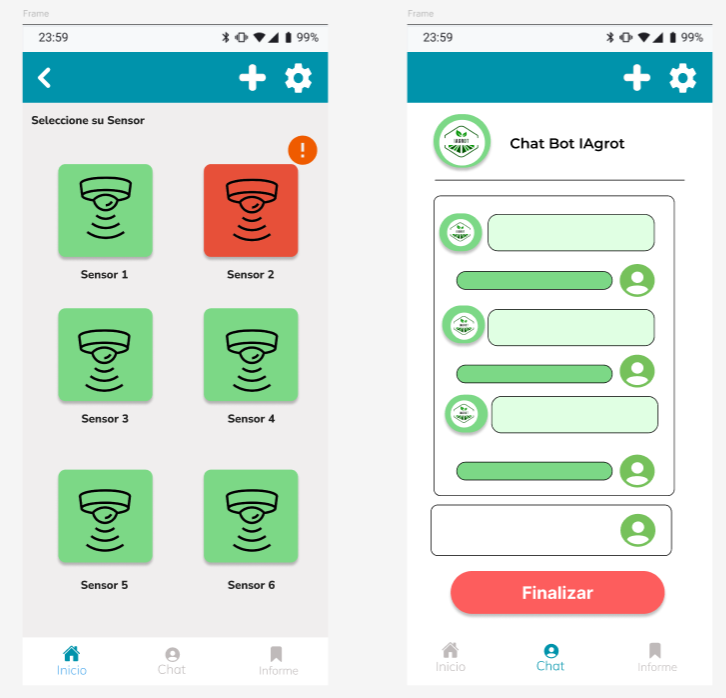 Frame
23:59
99%
Seleccione su Sensor
!
Sensor 1
Sensor 2
Sensor 3
Sensor 4
Sensor 5
Sensor 6
Inicio
Chat
Informe
Frame
23:59
99%
Chat Bot IAgrot
Finalizar
Inicio
Chat
Informe